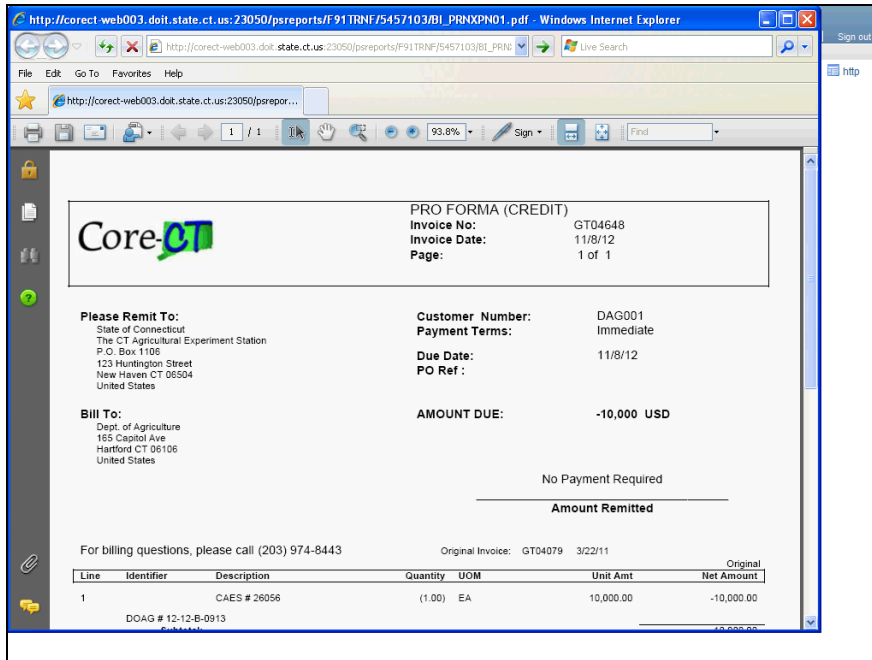 http://corect-web003.doit.state.ct.us:23050/psreports/F91TRNF/5457103/BI_PRNXPN01.pdf - Windows Internet Explorer
Sign out
http://corect-web003.doit.state.ct.us:23050/psreports/F91TRNF/5457103/BI_PRN
Live Search
File Edit Go To Favorites Help
http
http://corect-web003.doit.state.ct.us:23050/psrepor...
1 / 1 93.8% Sign Find
PRO FORMA (CREDIT)
Core-CT
Invoice No: GT04648
Invoice Date: 11/8/12
Page: 1 of 1
Please Remit To:
State of Connecticut
The CT Agricultural Experiment Station
P.O. Box 1106
123 Huntington Street
New Haven CT 06504
United States
Customer Number: DAG001
Payment Terms: Immediate
Due Date: 11/8/12
PO Ref :
Bill To:
Dept. of Agriculture
165 Capitol Ave
Hartford CT 06106
United States
AMOUNT DUE: -10,000 USD
No Payment Required
Amount Remitted
For billing questions, please call (203) 974-8443
Original Invoice: GT04079 3/22/11
Original
Line Identifier Description Quantity UOM Unit Amt Net Amount
1 CAES # 26056 (1.00) EA 10,000.00 -10,000.00
DOAG # 12-12-B-0913